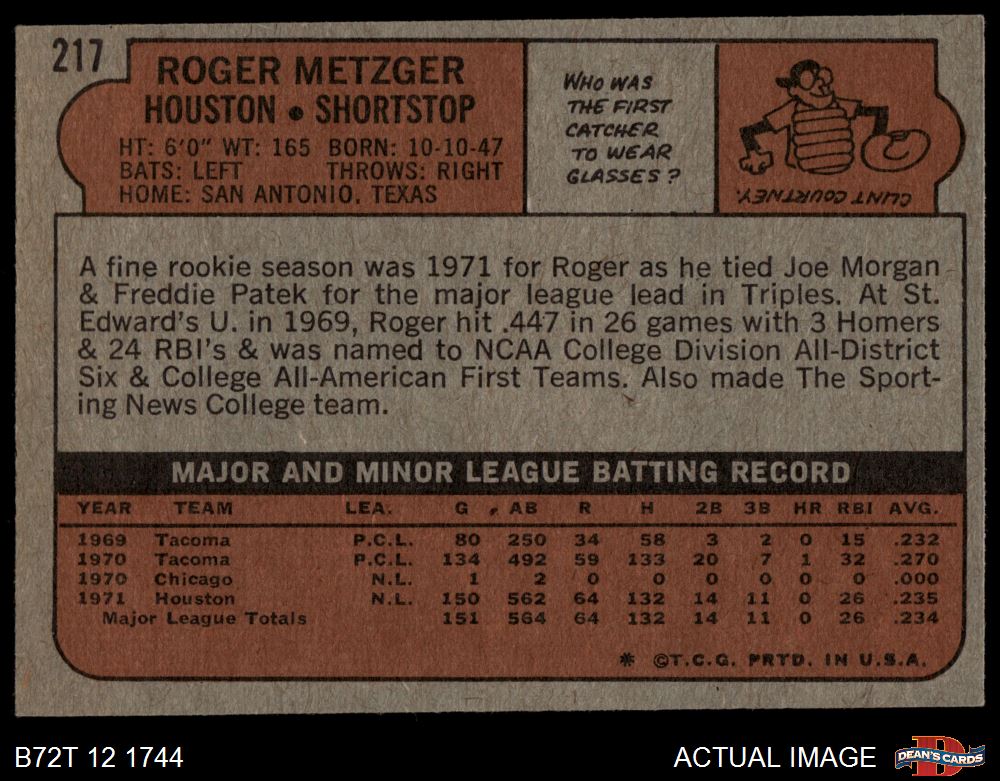 217
ROGER METZGER
HOUSTON • SHORTSTOP
HT: 6'0" WT: 165 BORN: 10-10-47
BATS: LEFT THROWS: RIGHT
HOME: SAN ANTONIO, TEXAS
WHO WAS
THE FIRST
CATCHER
TO WEAR
GLASSES?
CLINT COURTNEY.
A fine rookie season was 1971 for Roger as he tied Joe Morgan
& Freddie Patek for the major league lead in Triples. At St.
Edward's U. in 1969, Roger hit .447 in 26 games with 3 Homers
& 24 RBI's & was named to NCAA College Division All-District
Six & College All-American First Teams. Also made The Sport-
ing News College team.
MAJOR AND MINOR LEAGUE BATTING RECORD
YEAR TEAM LEA. G AB R H 2B 3B HR RBI AVG.
1969 Tacoma P.C.L. 80 250 34 58 3 2 0 15 .232
1970 Tacoma P.C.L. 134 492 59 133 20 7 1 32 .270
1970 Chicago N.L. 1 2 0 0 0 0 0 0 .000
1971 Houston N.L. 150 562 64 132 14 11 0 26 .235
Major League Totals 151 564 64 132 14 11 0 26 .234
* ©T.C.G. PRTD. IN U.S.A.
B72T 12 1744
ACTUAL IMAGE
D
DEAN'S CARDS